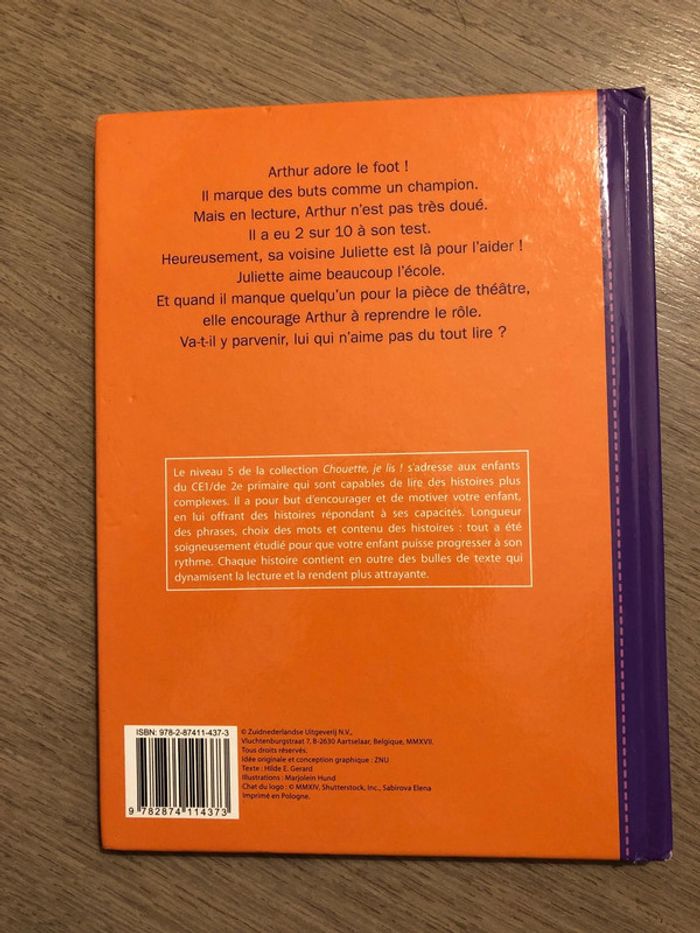 Arthur adore le foot !
Il marque des buts comme un champion.
Mais en lecture, Arthur n'est pas très doué.
Il a eu 2 sur 10 à son test.
Heureusement, sa voisine Juliette est là pour l'aider !
Juliette aime beaucoup l'école.
Et quand il manque quelqu'un pour la pièce de théâtre,
elle encourage Arthur à reprendre le rôle.
Va-t-il y parvenir, lui qui n'aime pas du tout lire ?
Le niveau 5 de la collection Chouette, je lis ! s'adresse aux enfants
du CE1/de 2e primaire qui sont capables de lire des histoires plus
complexes. Il a pour but d'encourager et de motiver votre enfant,
en lui offrant des histoires répondant à ses capacités. Longueur
des phrases, choix des mots et contenu des histoires : tout a été
soigneusement étudié pour que votre enfant puisse progresser à son
rythme. Chaque histoire contient en outre des bulles de texte qui
dynamisent la lecture et la rendent plus attrayante.
ISBN: 978-2-87411-437-3
9 782874 114373
© Zuidnederlandse Uitgeverij N.V.,
Vluchtenburgstraat 7, B-2630 Aartselaar, Belgique, MMXVII.
Tous droits réservés.
Idée originale et conception graphique : ZNU
Texte : Hilde E. Gerard
Illustrations : Marjolein Hund
Chat du logo : © MMXIV, Shutterstock, Inc., Sabirova Elena
Imprimé en Pologne.